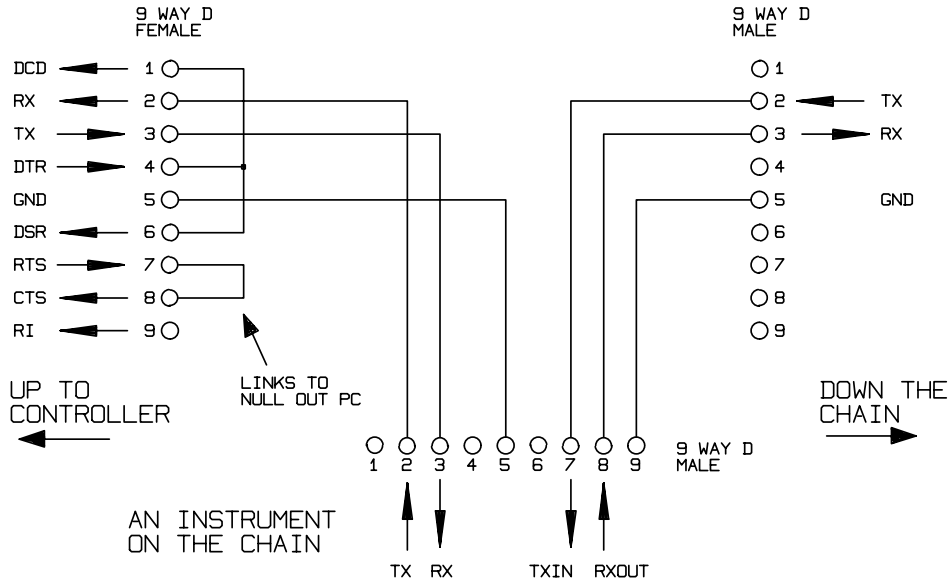 9 WAY D
FEMALE
9 WAY D
MALE
DCD 1
1
RX 2
2 TX
TX 3
3 RX
DTR 4
4
GND 5
5 GND
DSR 6
6
RTS 7
7
CTS 8
8
RI 9
9
LINKS TO
NULL OUT PC
UP TO
CONTROLLER
DOWN THE
CHAIN
1 2 3 4 5 6 7 8 9
9 WAY D
MALE
AN INSTRUMENT
ON THE CHAIN
TX RX TXIN RXOUT